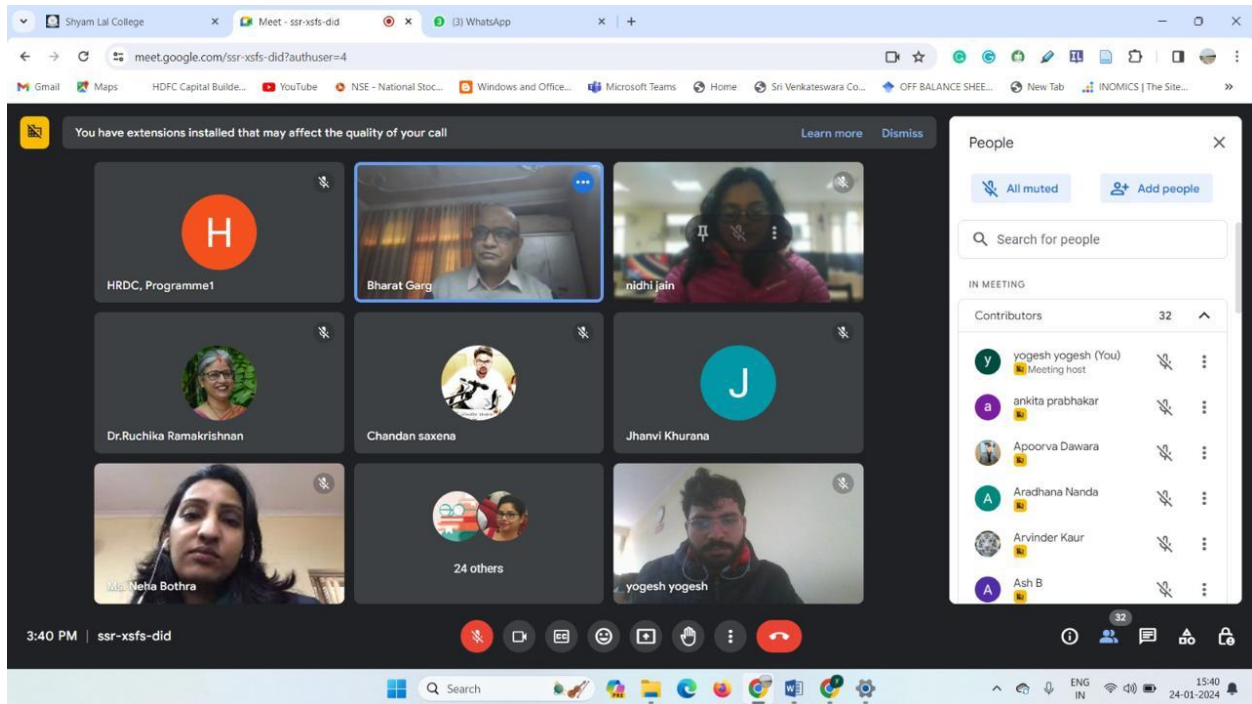 Shyam Lal College
Meet - ssr-xsfs-did
(3) WhatsApp
meet.google.com/ssr-xsfs-did?authuser=4
Gmail
Maps
HDFC Capital Builde...
YouTube
NSE - National Stoc...
Windows and Office...
Microsoft Teams
Home
Sri Venkateswara Co...
OFF BALANCE SHEE...
New Tab
INOMICS | The Site...
You have extensions installed that may affect the quality of your call
Learn more
Dismiss
H
HRDC, Programme1
Bharat Garg
nidhi jain
Dr.Ruchika Ramakrishnan
Chandan saxena
J
Jhanvi Khurana
Ms. Neha Bothra
24 others
yogesh yogesh
People
All muted
Add people
Search for people
IN MEETING
Contributors
32
y
yogesh yogesh (You)
Meeting host
a
ankita prabhakar
Apoorva Dawara
A
Aradhana Nanda
Arvinder Kaur
A
Ash B
3:40 PM | ssr-xsfs-did
CC
32
Search
ENG
IN
15:40
24-01-2024